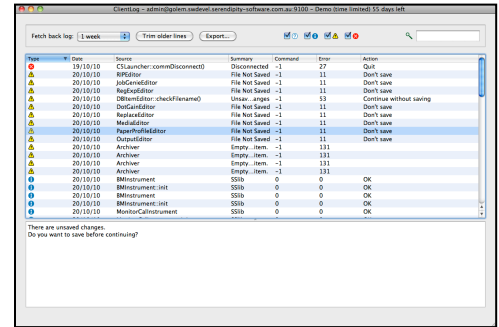 ClientLog – admin@golem.swdevel.serendipity-software.com.au:9100 – Demo (time limited) 55 days left
Fetch back log: 1 week Trim older lines Export...
Type Date Source Summary Command Error Action
19/10/10 CSLauncher::commDisconnect() Disconnected -1 27 Quit
20/10/10 RIPEditor File Not Saved -1 11 Don't save
20/10/10 JobGenieEditor File Not Saved -1 11 Don't save
20/10/10 RegExpEditor File Not Saved -1 11 Don't save
20/10/10 DBItemEditor::checkFilename() Unsav...anges -1 53 Continue without saving
20/10/10 DotGainEditor File Not Saved -1 11 Don't save
20/10/10 ReplaceEditor File Not Saved -1 11 Don't save
20/10/10 MediaEditor File Not Saved -1 11 Don't save
20/10/10 PaperProfileEditor File Not Saved -1 11 Don't save
20/10/10 OutputEditor File Not Saved -1 11 Don't save
20/10/10 Archiver Empty...item. -1 131
20/10/10 Archiver Empty...item. -1 131
20/10/10 Archiver Empty...item. -1 131
20/10/10 Archiver Empty...item. -1 131
20/10/10 BMInstrument SSlib 0 0 OK
20/10/10 BMInstrument::init SSlib 0 0 OK
20/10/10 BMInstrument SSlib 0 0 OK
20/10/10 BMInstrument::init SSlib 0 0 OK
20/10/10 MonitorCalInstrument SSlib 0 0 OK
There are unsaved changes.
Do you want to save before continuing?